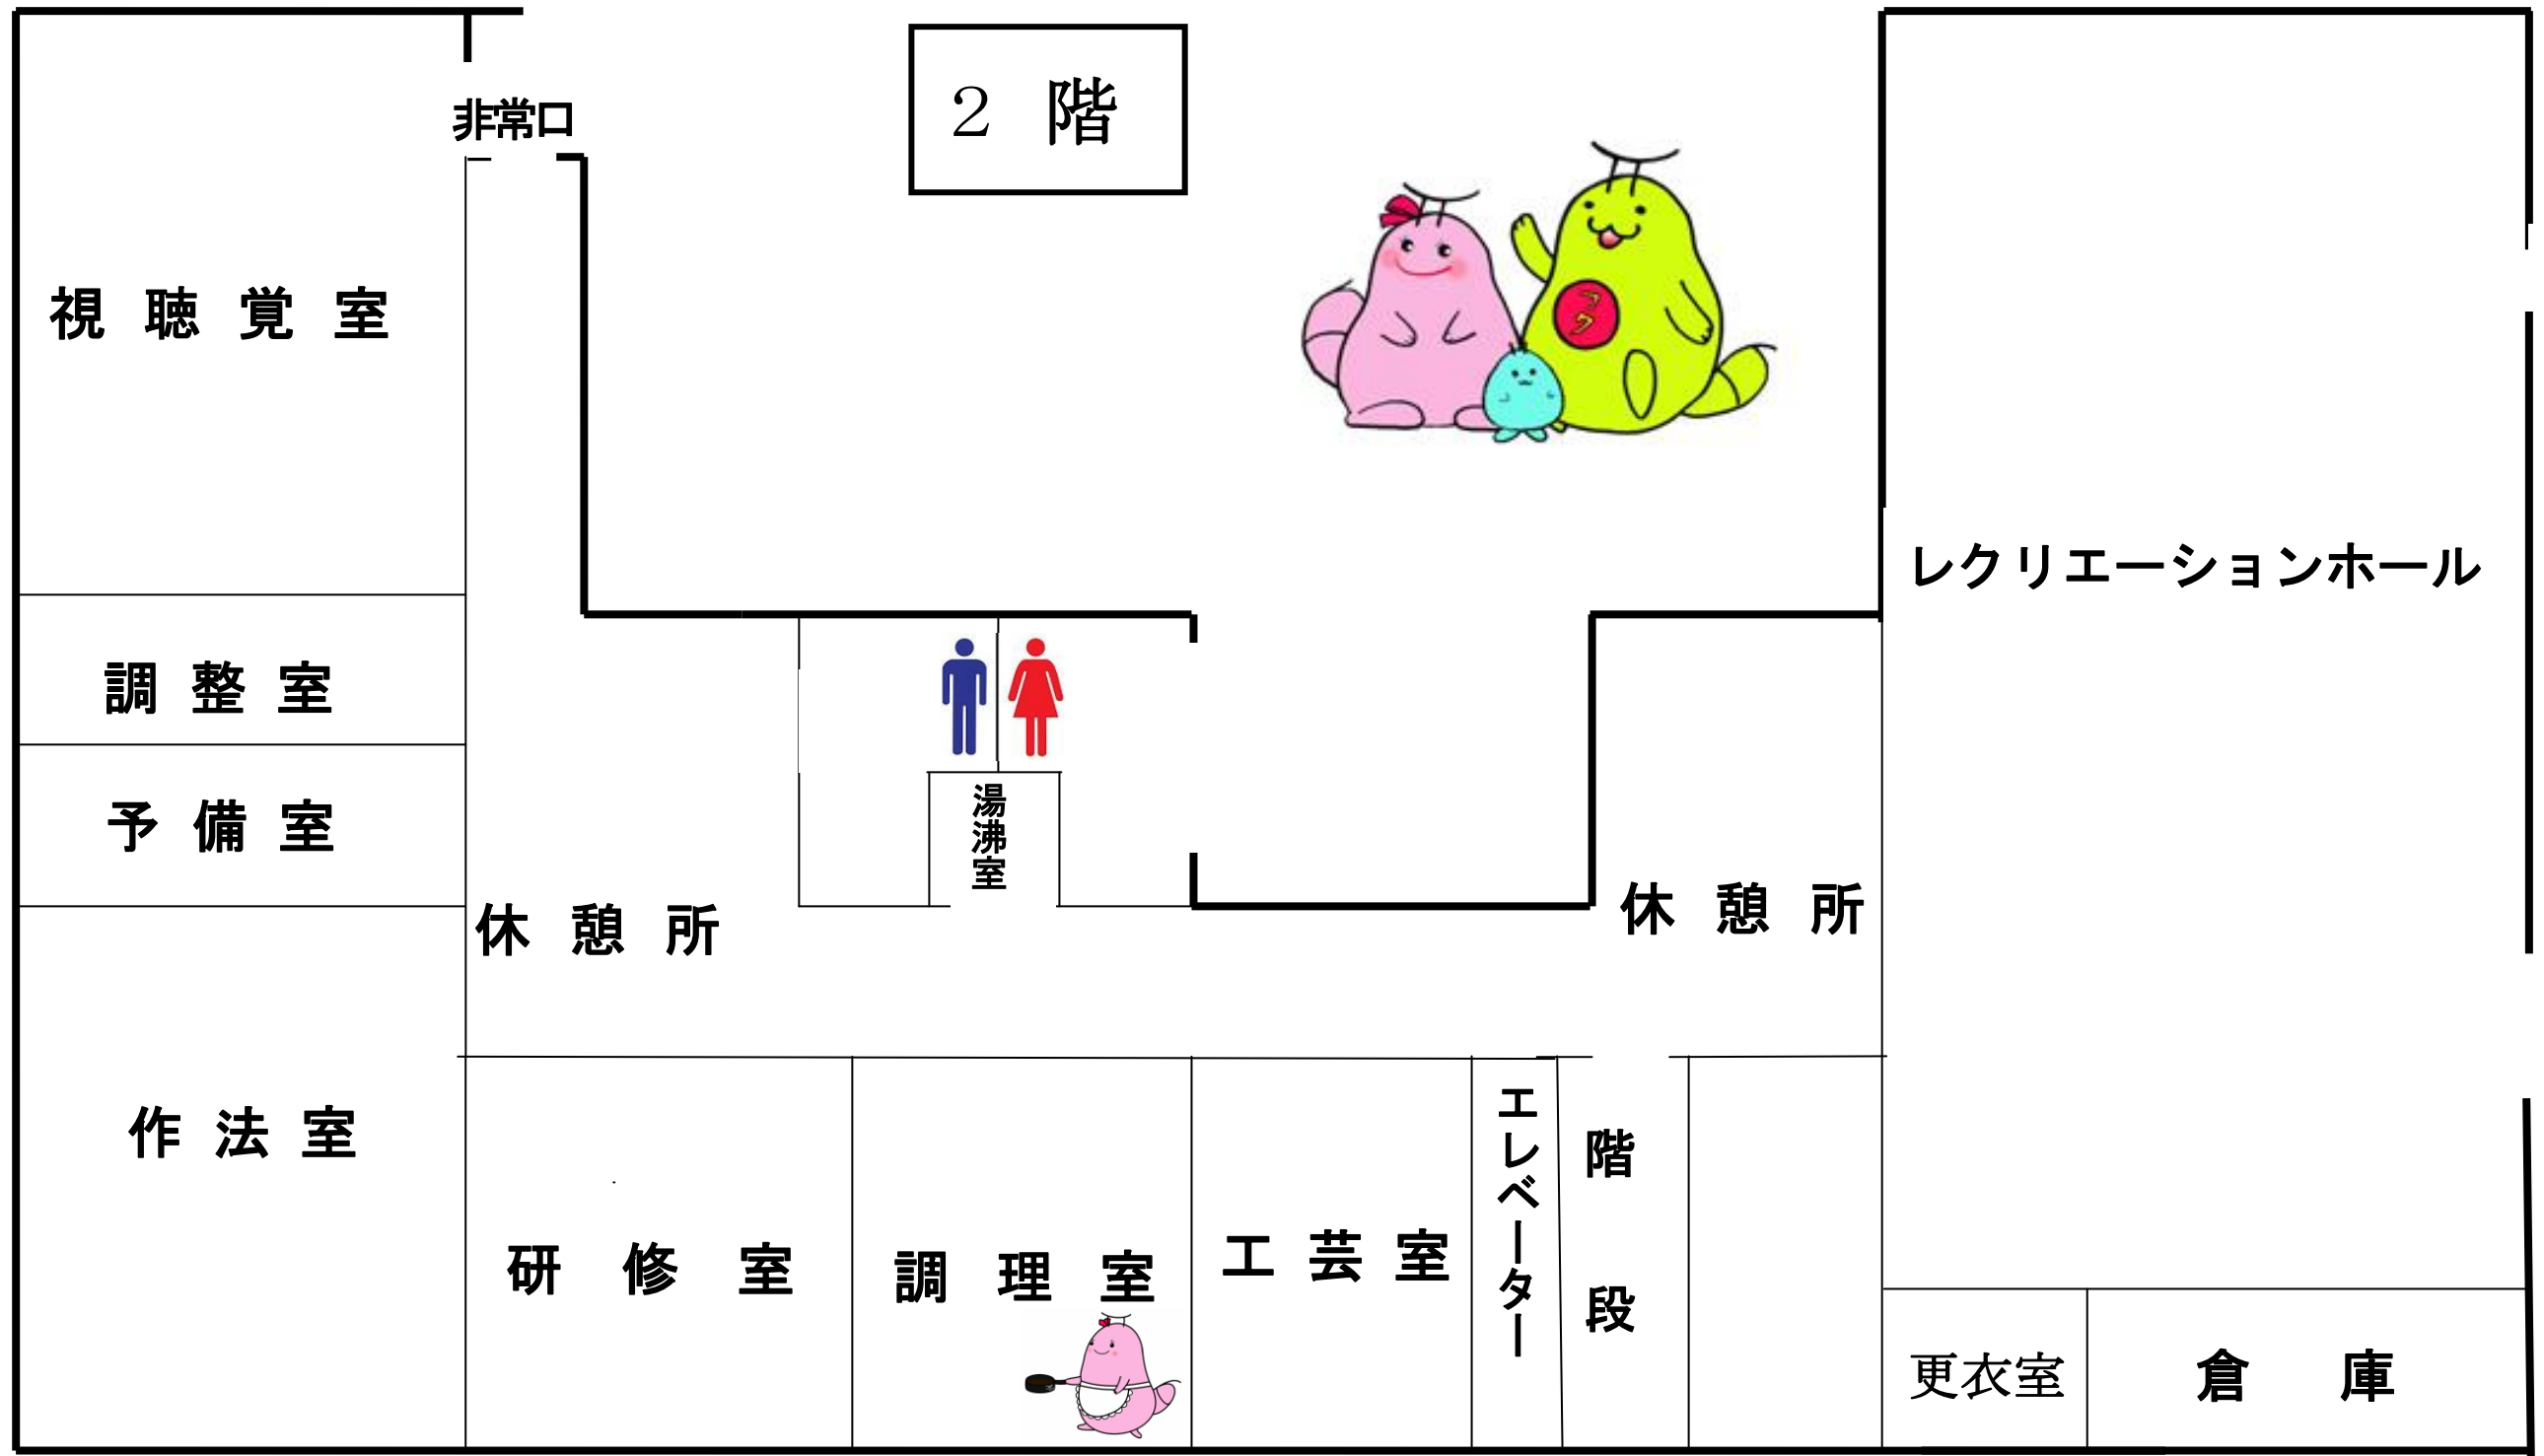 2 階
非常口
視 聴 覚 室
フク
レクリエーションホール
調 整 室
湯沸室
予 備 室
休 憩 所
休 憩 所
作 法 室
エレベーター
階 段
研 修 室
調 理 室
工 芸 室
更衣室
倉 庫